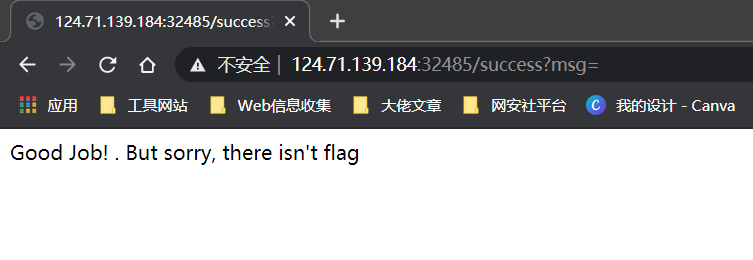 124.71.139.184:32485/success?
不安全 | 124.71.139.184:32485/success?msg=
应用 工具网站 Web信息收集 大佬文章 网安社平台 C 我的设计 - Canva
Good Job! . But sorry, there isn't flag